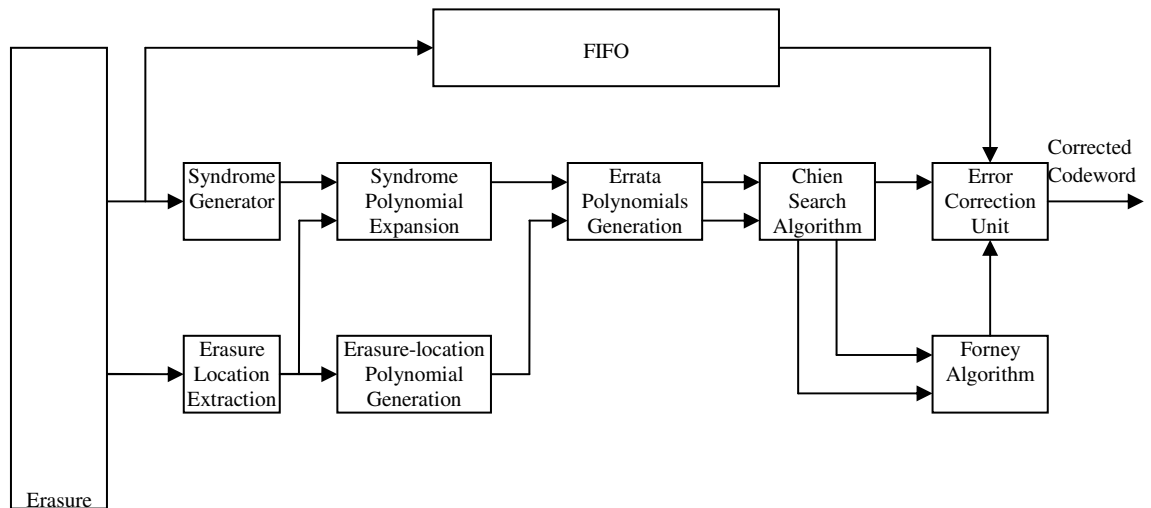 FIFO
Syndrome
Generator
Syndrome
Polynomial
Expansion
Errata
Polynomials
Generation
Chien
Search
Algorithm
Error
Correction
Unit
Corrected
Codeword
Erasure
Location
Extraction
Erasure-location
Polynomial
Generation
Forney
Algorithm
Erasure